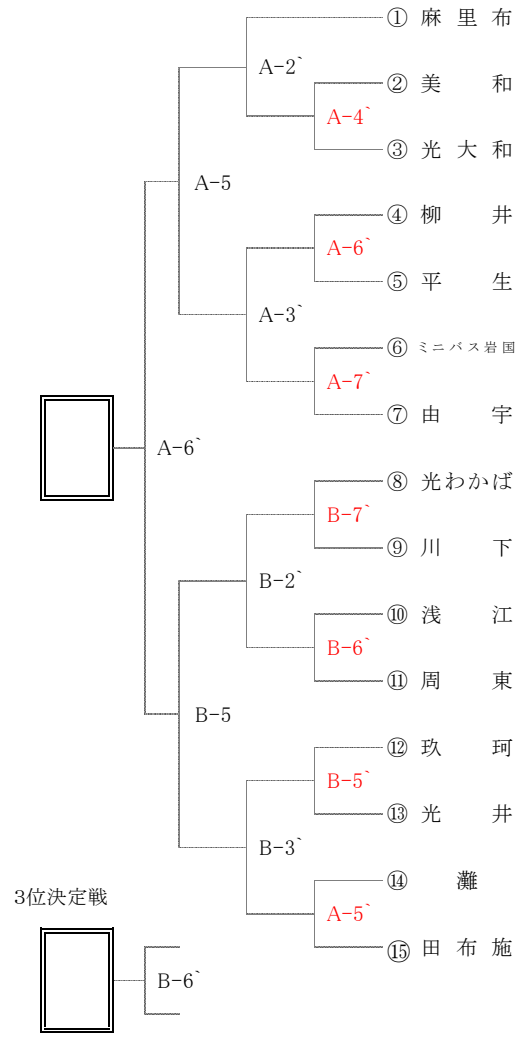 ① 麻里布
A-2`
② 美和
A-4`
③ 光大和
A-5
④ 柳井
A-6`
⑤ 平生
A-3`
⑥ ミニバス岩国
A-7`
⑦ 由宇
A-6`
⑧ 光わかば
B-7`
⑨ 川下
B-2`
⑩ 浅江
B-6`
⑪ 周東
B-5
⑫ 玖珂
B-5`
⑬ 光井
B-3`
⑭ 灘
3位決定戦
A-5`
⑮ 田布施
B-6`